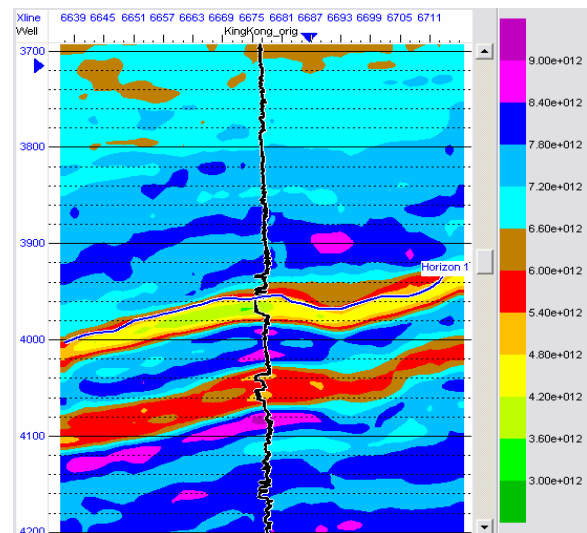 Xline 6639 6645 6651 6657 6663 6669 6675 6681 6687 6693 6699 6705 6711
Well KingKong_orig
3700
3800
3900
Horizon 1
4000
4100
4200
9.00e+012
8.40e+012
7.80e+012
7.20e+012
6.60e+012
6.00e+012
5.40e+012
4.80e+012
4.20e+012
3.60e+012
3.00e+012